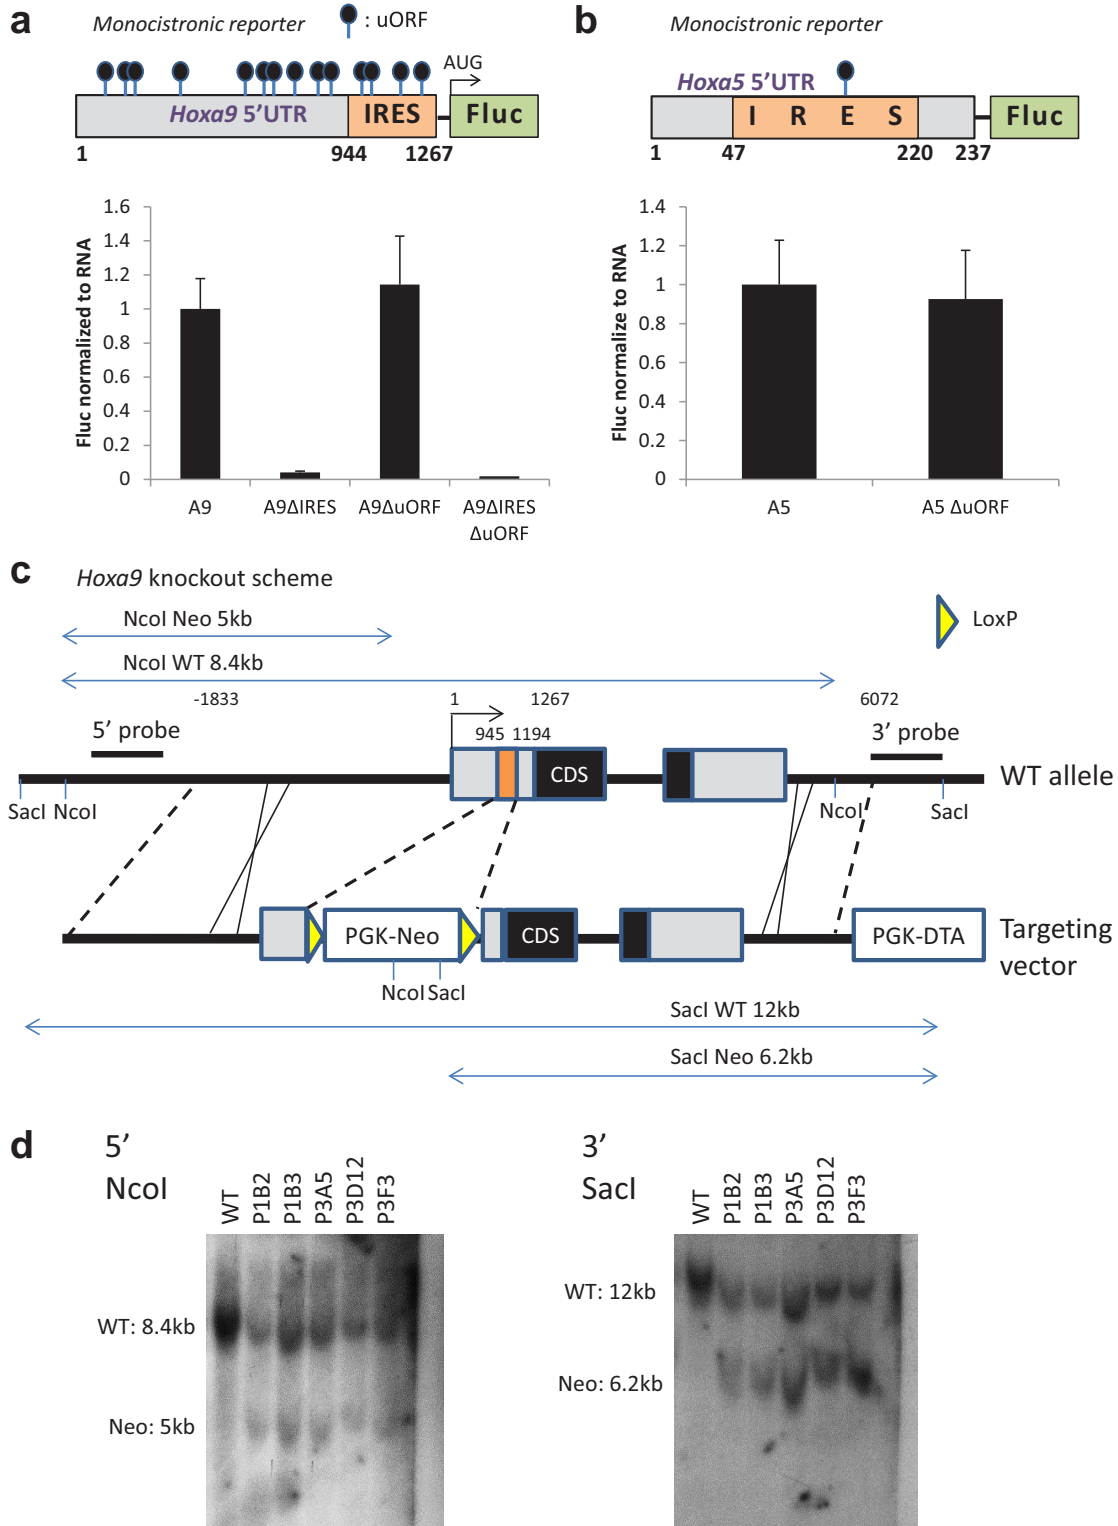 a
Monocistronic reporter
: uORF
AUG
Hoxa9 5’UTR
IRES
Fluc
1
944
1267
Fluc normalized to RNA
1.6
1.4
1.2
1
0.8
0.6
0.4
0.2
0
A9
A9ΔIRES
A9ΔuORF
A9ΔIRES
ΔuORF
b
Monocistronic reporter
Hoxa5 5’UTR
I R E S
Fluc
1
47
220
237
Fluc normalize to RNA
1.4
1.2
1
0.8
0.6
0.4
0.2
0
A5
A5 ΔuORF
c
Hoxa9 knockout scheme
LoxP
NcoI Neo 5kb
NcoI WT 8.4kb
-1833
1
1267
6072
5’ probe
945
1194
3’ probe
CDS
WT allele
SacI
NcoI
NcoI
SacI
PGK-Neo
CDS
PGK-DTA
Targeting
vector
NcoI
SacI
SacI WT 12kb
SacI Neo 6.2kb
d
5’
NcoI
WT
P1B2
P1B3
P3A5
P3D12
P3F3
WT: 8.4kb
Neo: 5kb
3’
SacI
WT
P1B2
P1B3
P3A5
P3D12
P3F3
WT: 12kb
Neo: 6.2kb